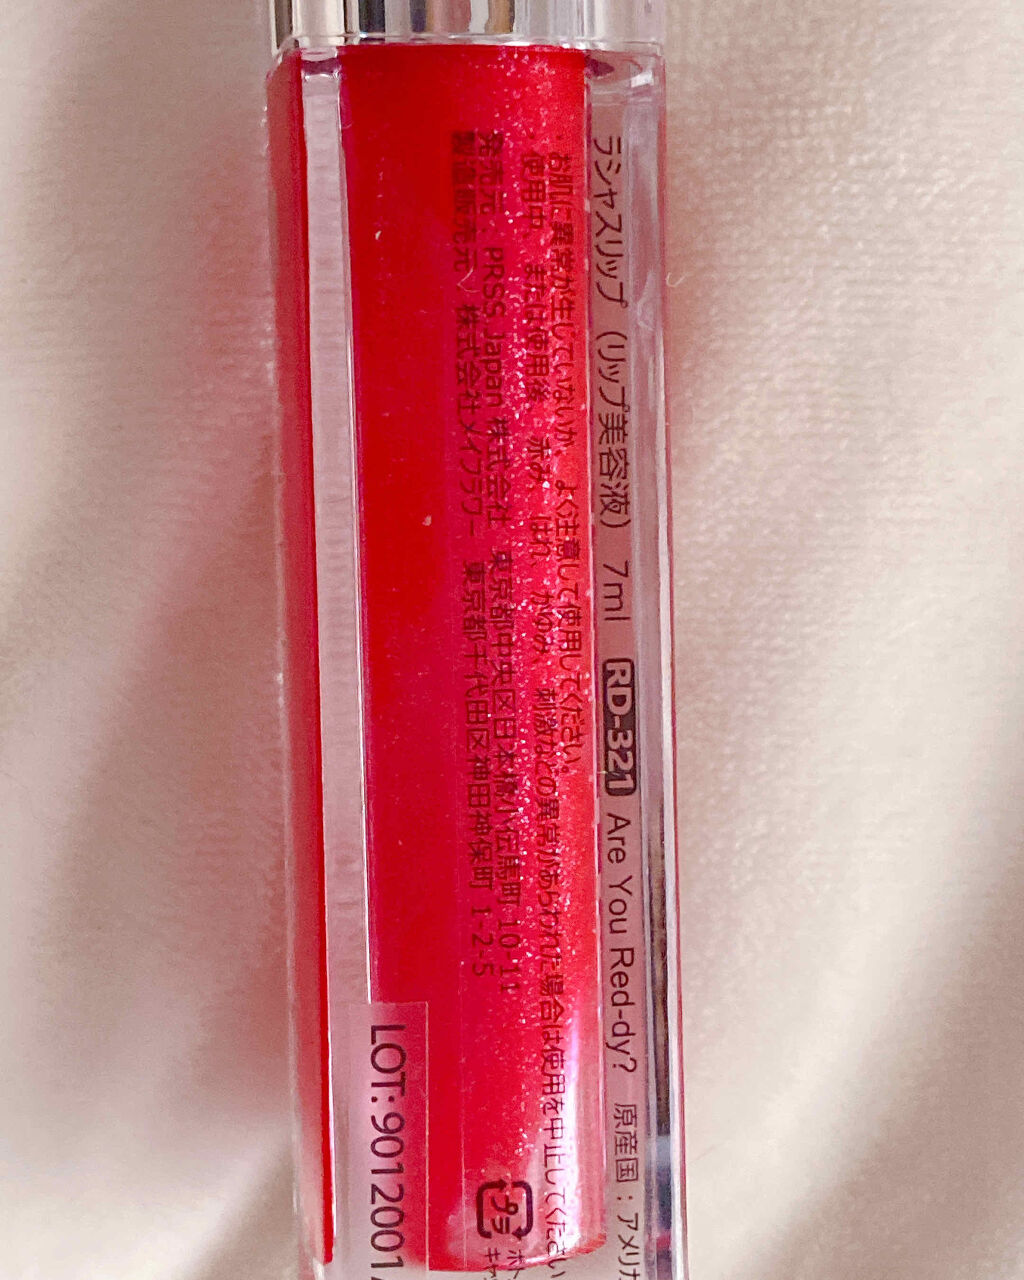 ラシャスリップ (リップ美容液) 7ml RD-321 Are You Red-dy? 原産国：アメリカ
・お肌に異常が生じていないか、よく注意して使用してください。
・使用中、または使用後、赤み、はれ、かゆみ、刺激などの異常があらわれた場合は使用を中止してください
発売元／PRSS Japan 株式会社 東京都中央区日本橋小伝馬町 10-11
製造販売元／株式会社メイフラワー 東京都千代田区神田神保町 1-2-5
プラ
LOT: 9012001